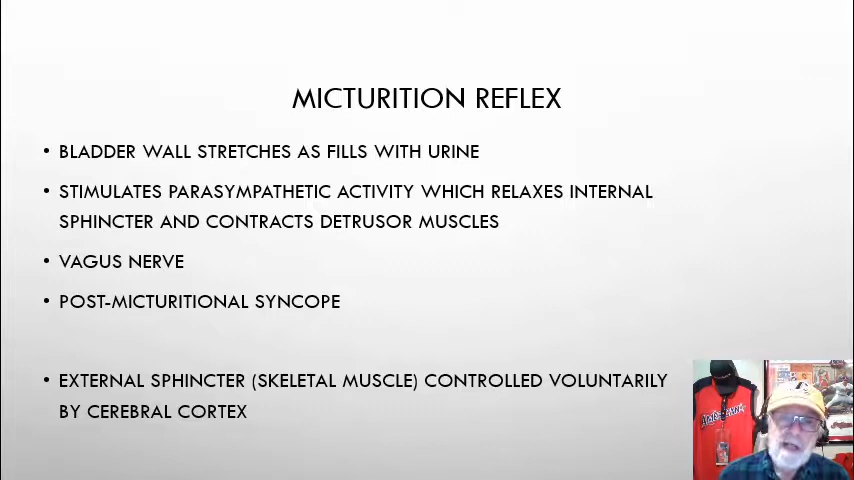 MICTURITION REFLEX
• BLADDER WALL STRETCHES AS FILLS WITH URINE
• STIMULATES PARASYMPATHETIC ACTIVITY WHICH RELAXES INTERNAL
SPHINCTER AND CONTRACTS DETRUSOR MUSCLES
• VAGUS NERVE
• POST-MICTURITIONAL SYNCOPE
• EXTERNAL SPHINCTER (SKELETAL MUSCLE) CONTROLLED VOLUNTARILY
BY CEREBRAL CORTEX